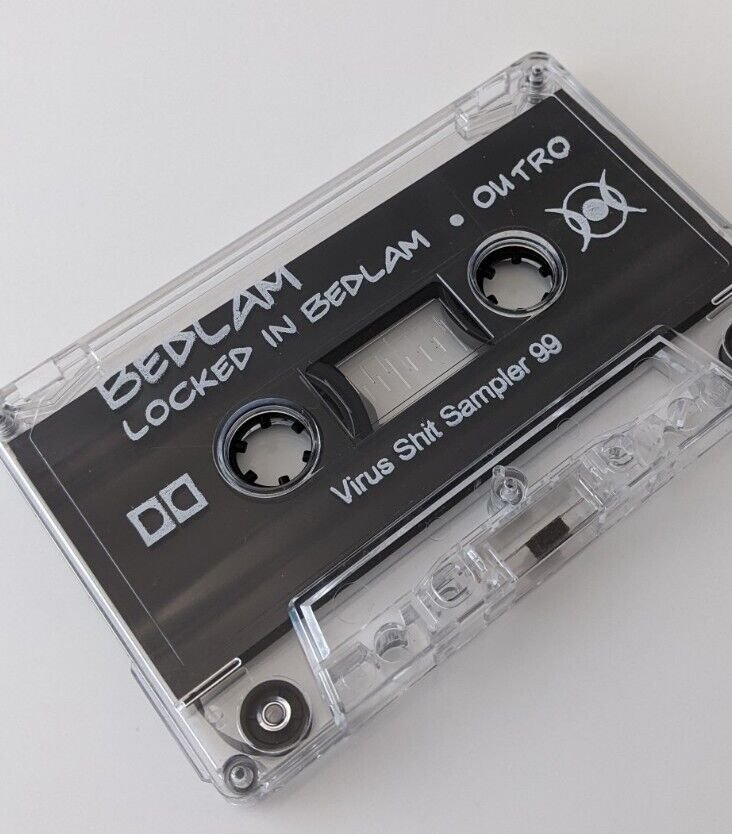 BEDLAM
LOCKED IN BEDLAM • OUTRO
Virus Shit Sampler 99